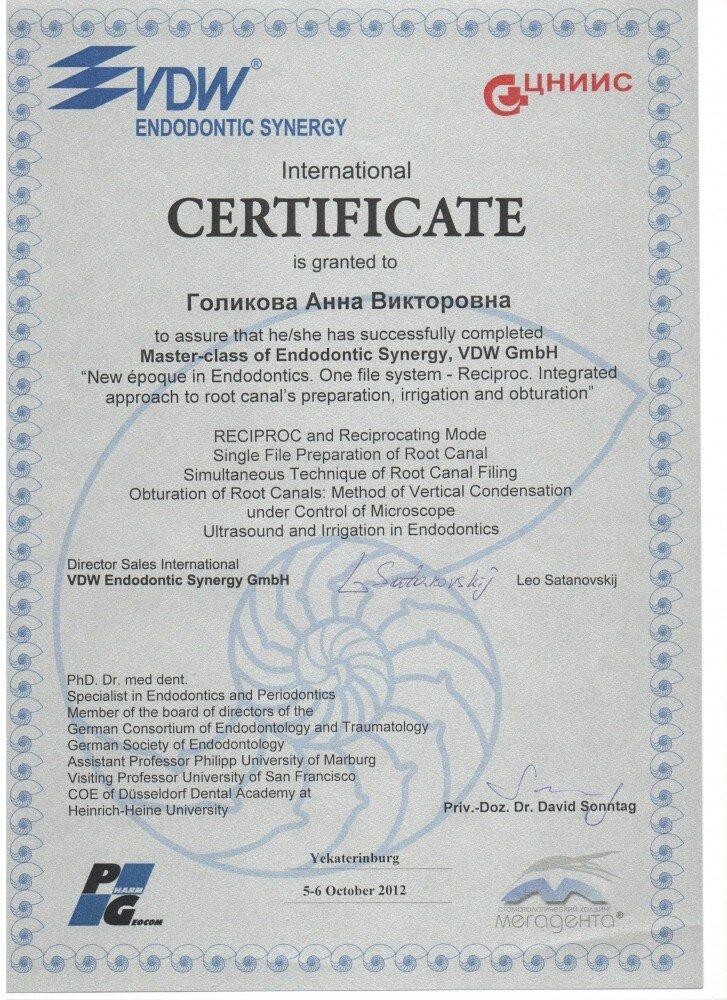 VDW®
ENDODONTIC SYNERGY
ЦНИИС
International
CERTIFICATE
is granted to
Голикова Анна Викторовна
to assure that he/she has successfully completed
Master-class of Endodontic Synergy, VDW GmbH
“New époque in Endodontics. One file system - Reciproc. Integrated
approach to root canal’s preparation, irrigation and obturation”
RECIPROC and Reciprocating Mode
Single File Preparation of Root Canal
Simultaneous Technique of Root Canal Filing
Obturation of Root Canals: Method of Vertical Condensation
under Control of Microscope
Ultrasound and Irrigation in Endodontics
Director Sales International
VDW Endodontic Synergy GmbH
L Satanovskij
Leo Satanovskij
PhD. Dr. med dent.
Specialist in Endodontics and Periodontics
Member of the board of directors of the
German Consortium of Endodontology and Traumatology
German Society of Endodontology
Assistant Professor Philipp University of Marburg
Visiting Professor University of San Francisco
COE of Düsseldorf Dental Academy at
Heinrich-Heine University
Priv.-Doz. Dr. David Sonntag
Yekaterinburg
5-6 October 2012
PHARM
GEOCOM
СТОМАТОЛОГИЧЕСКИЙ ХОЛДИНГ
мегадента®